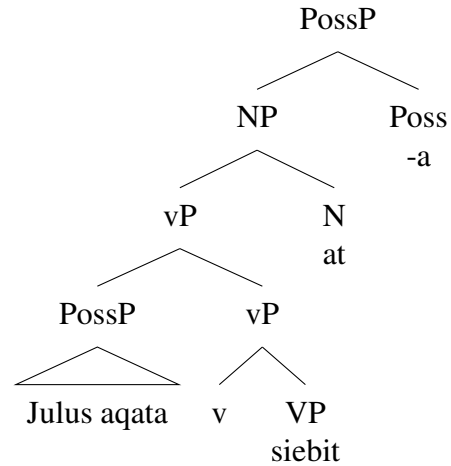 PossP
NP Poss
-a
vP N
at
PossP vP
Julus aqata v VP
siebit